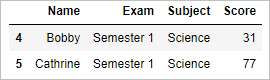 Name Exam Subject Score
4 Bobby Semester 1 Science 31
5 Cathrine Semester 1 Science 77